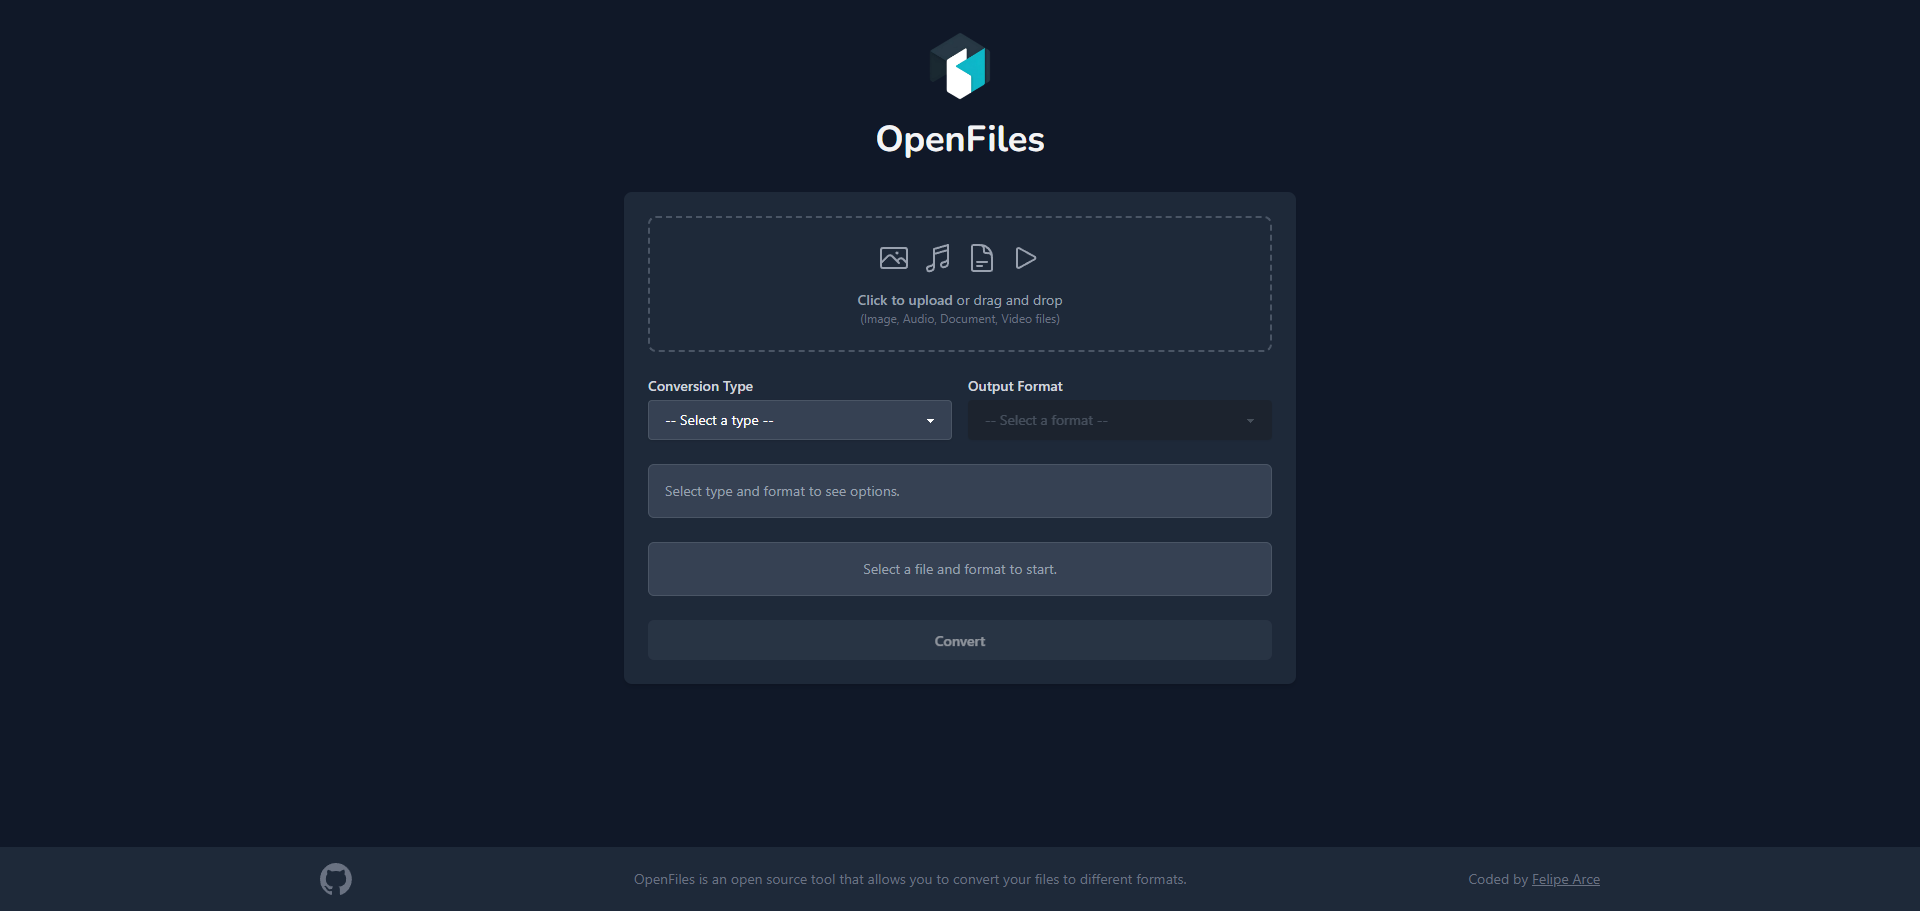 OpenFiles
Click to upload or drag and drop
(Image, Audio, Document, Video files)
Conversion Type
Output Format
-- Select a type --
-- Select a format --
Select type and format to see options.
Select a file and format to start.
Convert
OpenFiles is an open source tool that allows you to convert your files to different formats.
Coded by Felipe Arce